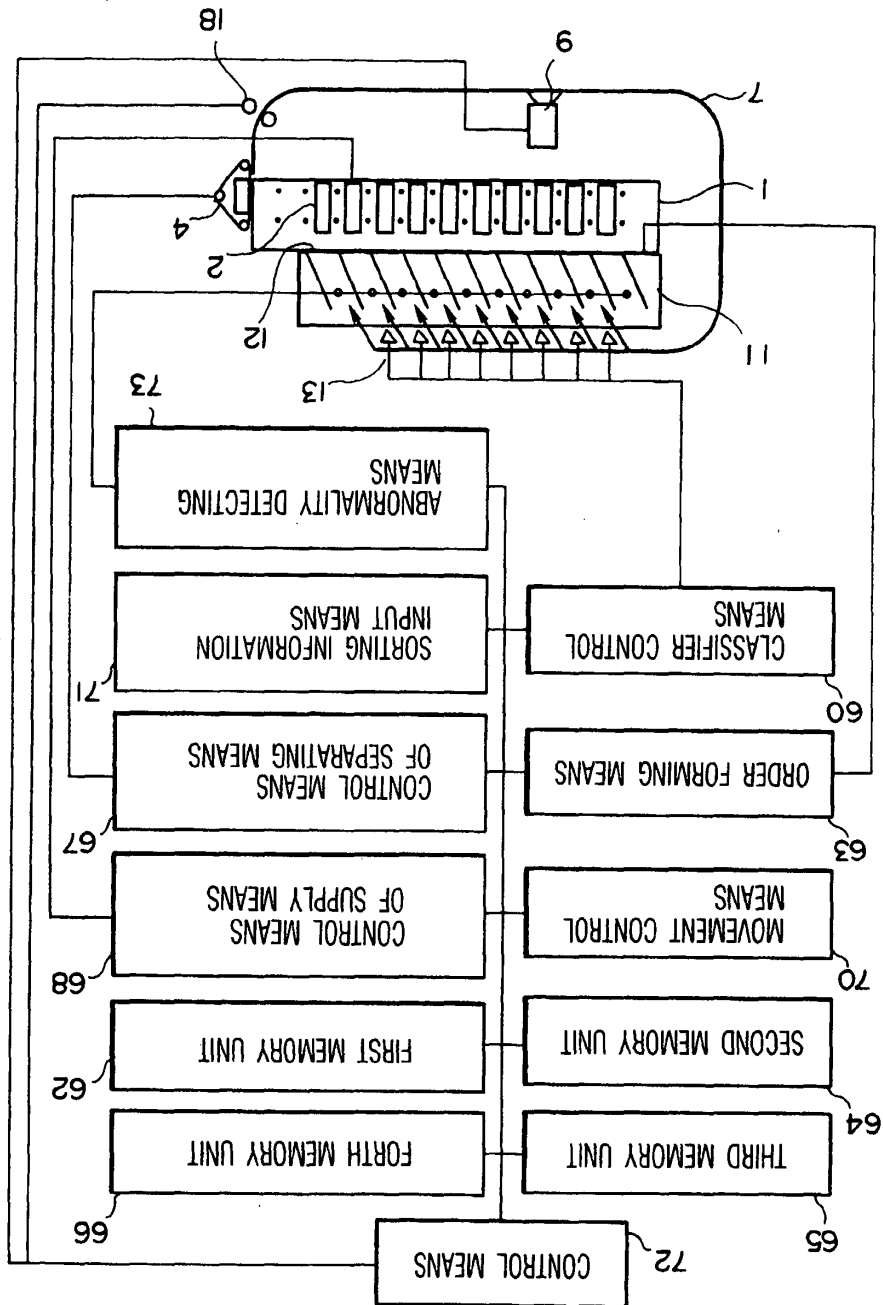 72
CONTROL MEANS
65
THIRD MEMORY UNIT
66
FORTH MEMORY UNIT
64
SECOND MEMORY UNIT
62
FIRST MEMORY UNIT
70
MOVEMENT CONTROL
MEANS
68
CONTROL MEANS
OF SUPPLY MEANS
63
ORDER FORMING MEANS
67
CONTROL MEANS
OF SEPARATING MEANS
60
CLASSIFIER CONTROL
MEANS
71
SORTING INFORMATION
INPUT MEANS
73
ABNORMALITY DETECTING
MEANS
13
11
12
2
4
1
7
9
18